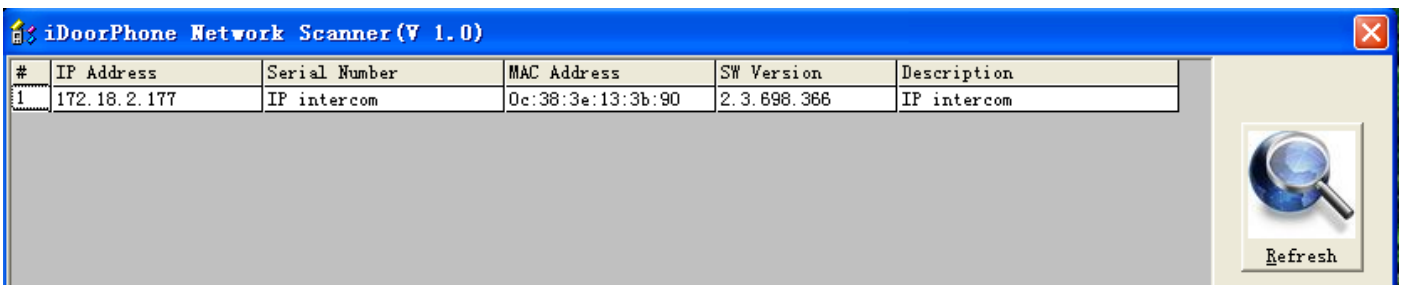 iDoorPhone Network Scanner(V 1.0)
# IP Address Serial Number MAC Address SW Version Description
1 172.18.2.177 IP intercom 0c:38:3e:13:3b:90 2.3.698.366 IP intercom
Refresh